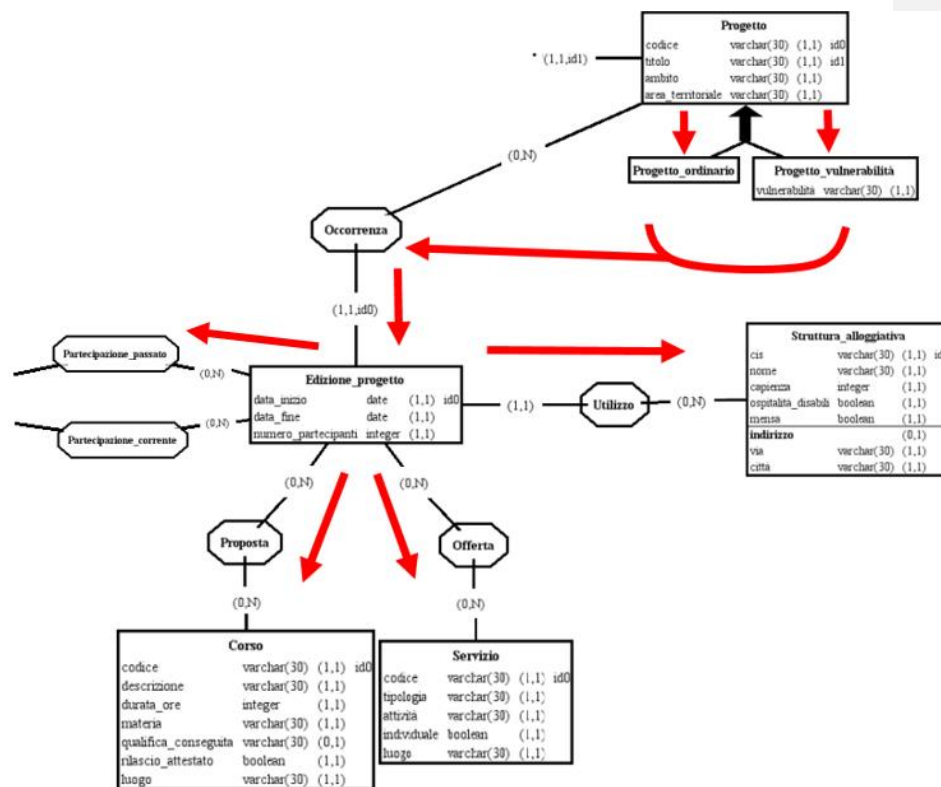 Progetto
codice varchar(30) (1,1) id0
titolo varchar(30) (1,1) id1
ambito varchar(30) (1,1)
area_territoriale varchar(30) (1,1)
* (1,1,id1)
(0,N)
Progetto_ordinario
Progetto_vulnerabilità
vulnerabilità varchar(30) (1,1)
Occorrenza
(1,1,id0)
Partecipazione_passato
(0,N)
Edizione_progetto
data_inizio date (1,1) id0
data_fine date (1,1)
numero_partecipanti integer (1,1)
(1,1)
Utilizzo
(0,N)
Struttura_alloggiativa
cis varchar(30) (1,1) id
nome varchar(30) (1,1)
capienza integer (1,1)
ospitalità_disabili boolean (1,1)
mensa boolean (1,1)
indirizzo (0,1)
via varchar(30) (1,1)
città varchar(30) (1,1)
Partecipazione_corrente
(0,N)
(0,N)
(0,N)
Proposta
Offerta
(0,N)
(0,N)
Corso
codice varchar(30) (1,1) id0
descrizione varchar(30) (1,1)
durata_ore integer (1,1)
materia varchar(30) (1,1)
qualifica_conseguita varchar(30) (0,1)
rilascio_attestato boolean (1,1)
luogo varchar(30) (1,1)
Servizio
codice varchar(30) (1,1) id0
tipologia varchar(30) (1,1)
attività varchar(30) (1,1)
individuale boolean (1,1)
luogo varchar(30) (1,1)